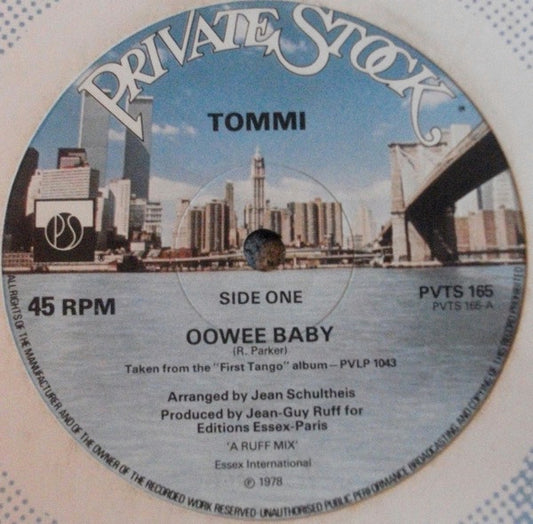 PRIVATE STOCK
TOMMI
PS
SIDE ONE
45 RPM
PVTS 165
PVTS 165-A
OOWEE BABY
(R. Parker)
Taken from the "First Tango" album – PVLP 1043
Arranged by Jean Schultheis
Produced by Jean-Guy Ruff for
Editions Essex-Paris
'A RUFF MIX'
Essex International
℗ 1978
ALL RIGHTS OF THE MANUFACTURER AND OF THE OWNER OF THE RECORDED WORK RESERVED UNAUTHORISED PUBLIC PERFORMANCE BROADCASTING AND COPYING OF THIS RECORD PROHIBITED